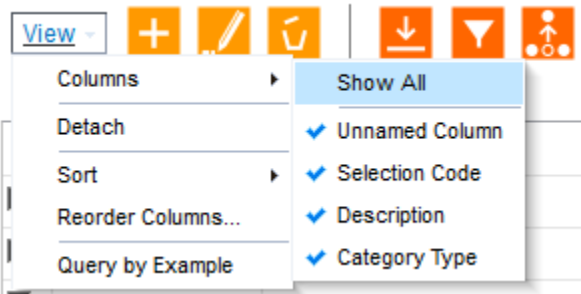 View
Columns
Detach
Sort
Reorder Columns...
Query by Example
Show All
Unnamed Column
Selection Code
Description
Category Type